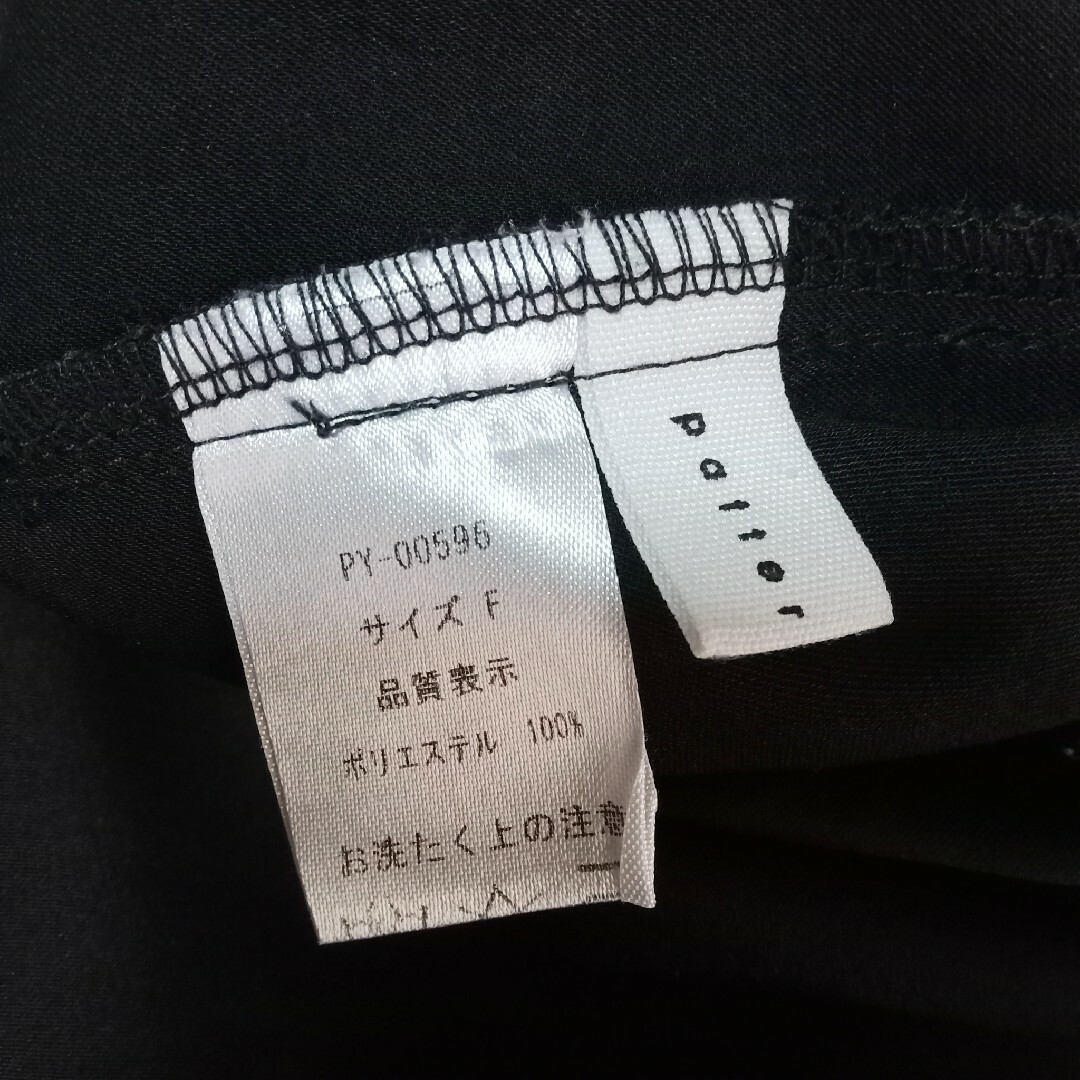 PY-00596
サイズ F
品質表示
ポリエステル 100%
お洗たく上の注意
patter